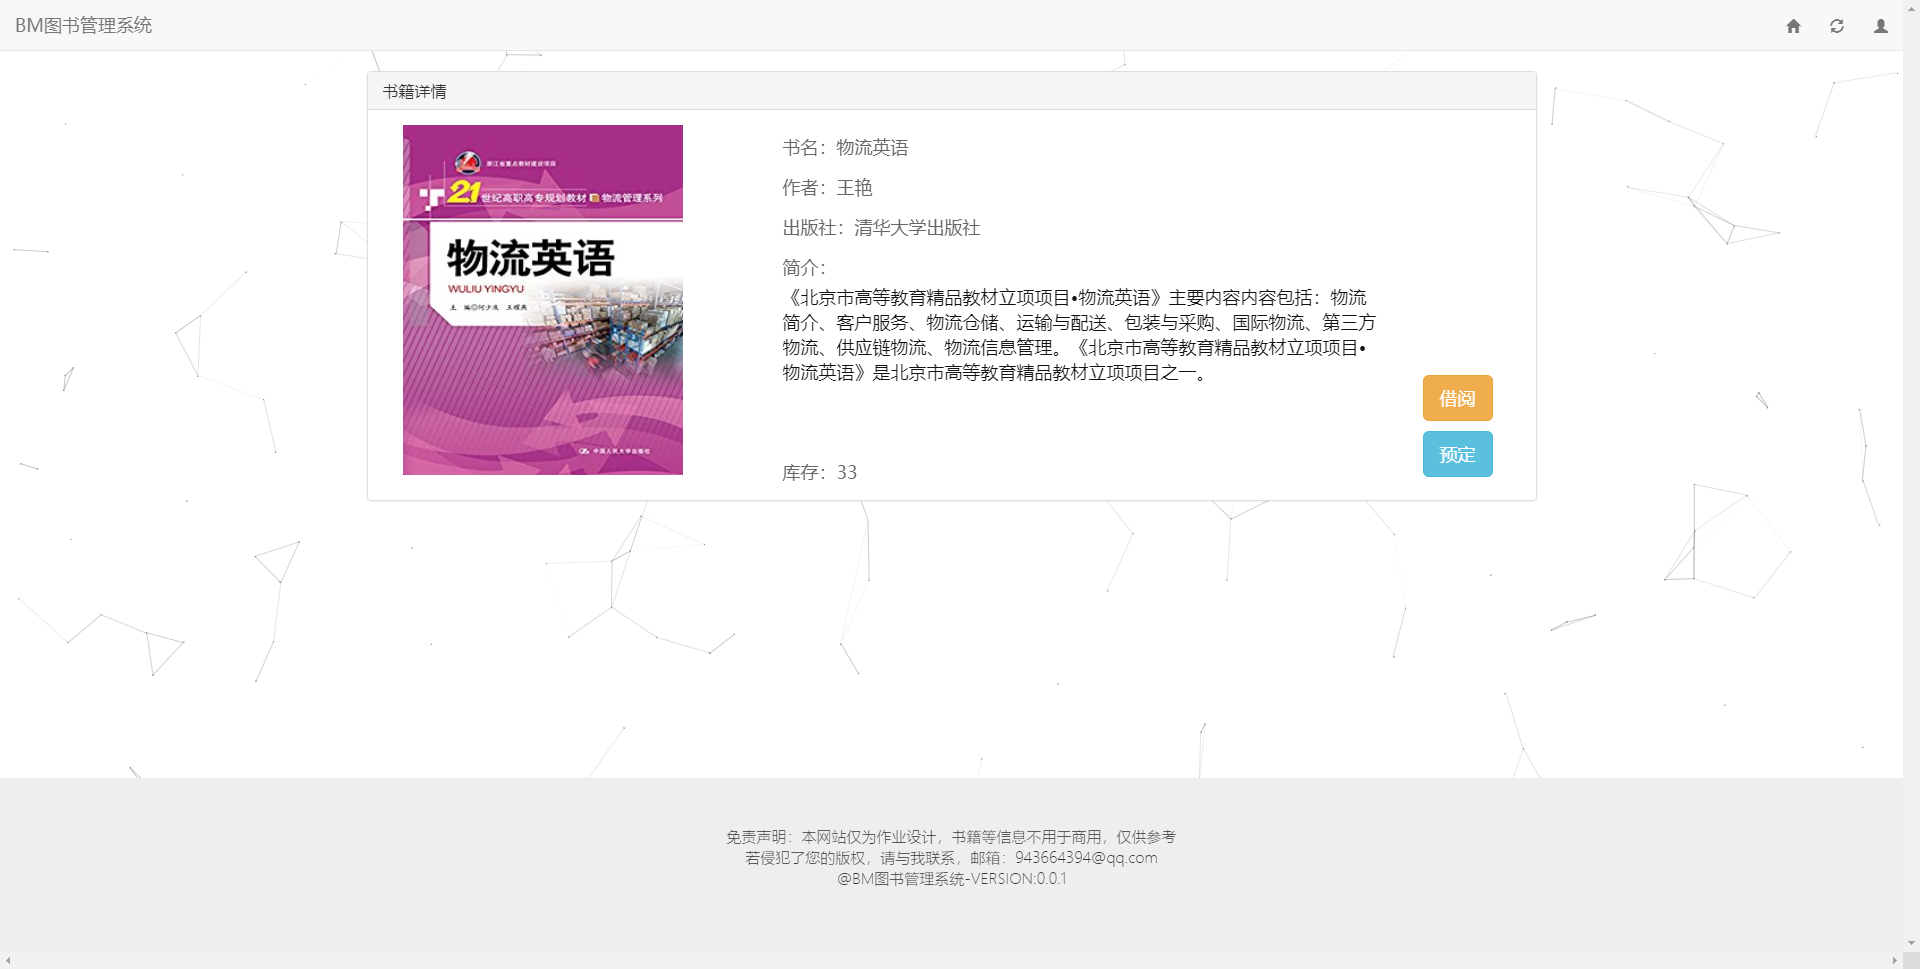 BM图书管理系统
书籍详情
浙江省重点教材建设项目
21世纪高职高专规划教材 物流管理系列
物流英语
WULIU YINGYU
主 编
中国人民大学出版社
书名：物流英语
作者：王艳
出版社：清华大学出版社
简介：
《北京市高等教育精品教材立项项目•物流英语》主要内容内容包括：物流
简介、客户服务、物流仓储、运输与配送、包装与采购、国际物流、第三方
物流、供应链物流、物流信息管理。《北京市高等教育精品教材立项项目•
物流英语》是北京市高等教育精品教材立项项目之一。
库存：33
借阅
预定
免责声明：本网站仅为作业设计，书籍等信息不用于商用，仅供参考
若侵犯了您的版权，请与我联系，邮箱：943664394@qq.com
@BM图书管理系统-VERSION:0.0.1